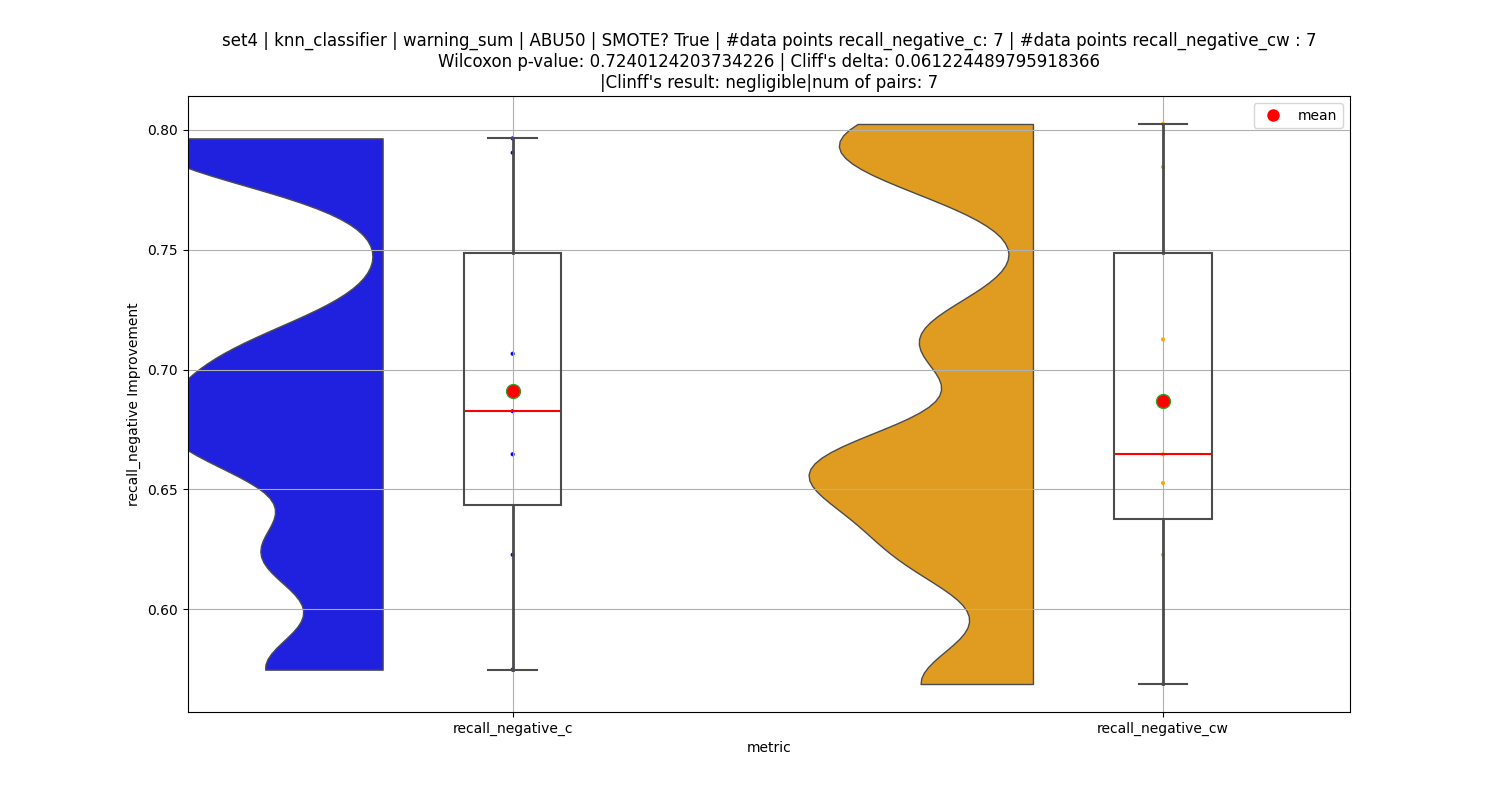 set4 | knn_classifier | warning_sum | ABU50 | SMOTE? True | #data points recall_negative_c: 7 | #data points recall_negative_cw : 7
Wilcoxon p-value: 0.7240124203734226 | Cliff's delta: 0.061224489795918366
|Clinff's result: negligible|num of pairs: 7
mean
0.80
0.75
0.70
0.65
0.60
recall_negative Improvement
recall_negative_c
recall_negative_cw
metric